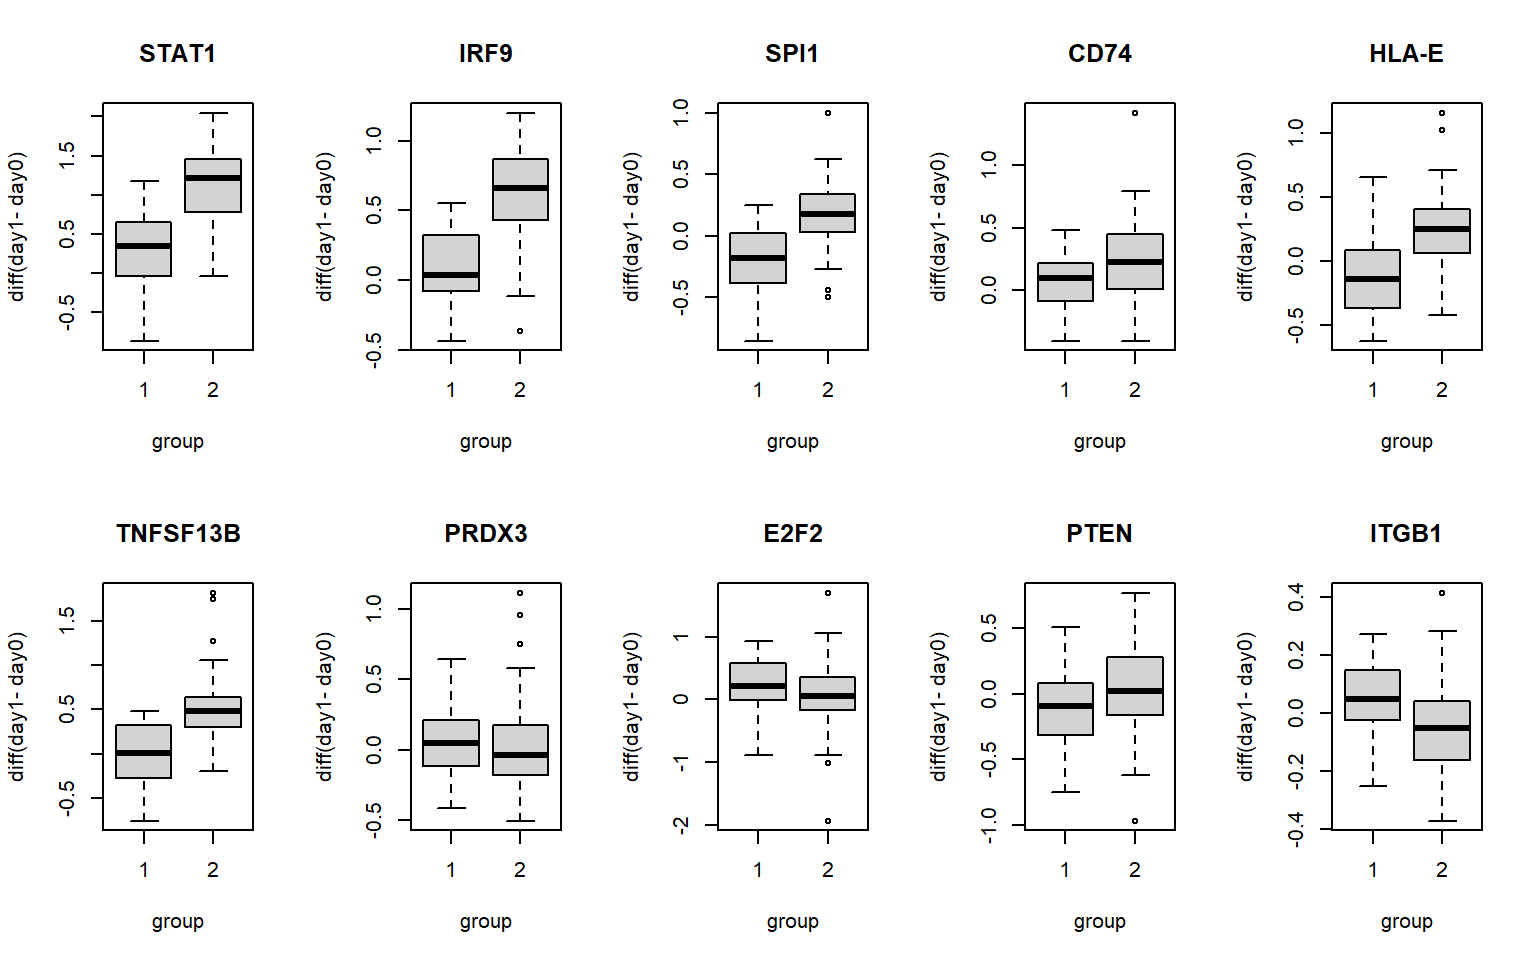 STAT1
IRF9
SPI1
CD74
HLA-E
diff(day1- day0)
-0.5 0.5 1.5
1 2
group
diff(day1- day0)
-0.5 0.0 0.5 1.0
1 2
group
diff(day1- day0)
-0.5 0.0 0.5 1.0
1 2
group
diff(day1- day0)
0.0 0.5 1.0
1 2
group
diff(day1- day0)
-0.5 0.0 0.5 1.0
1 2
group
TNFSF13B
PRDX3
E2F2
PTEN
ITGB1
diff(day1- day0)
-0.5 0.5 1.5
1 2
group
diff(day1- day0)
-0.5 0.0 0.5 1.0
1 2
group
diff(day1- day0)
-2 -1 0 1
1 2
group
diff(day1- day0)
-1.0 -0.5 0.0 0.5
1 2
group
diff(day1- day0)
-0.4 -0.2 0.0 0.2 0.4
1 2
group